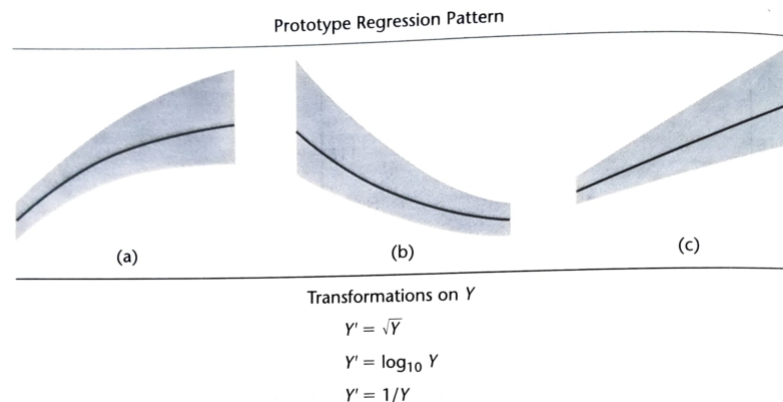 Prototype Regression Pattern
(a)
(b)
(c)
Transformations on Y
Y′ = √Y
Y′ = log₁₀ Y
Y′ = 1/Y